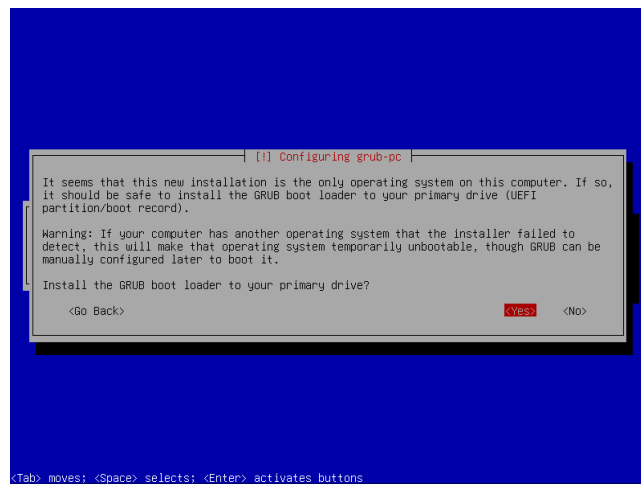 [!] Configuring grub-pc
It seems that this new installation is the only operating system on this computer. If so,
it should be safe to install the GRUB boot loader to your primary drive (UEFI
partition/boot record).
Warning: If your computer has another operating system that the installer failed to
detect, this will make that operating system temporarily unbootable, though GRUB can be
manually configured later to boot it.
Install the GRUB boot loader to your primary drive?
<Go Back> <Yes> <No>
<Tab> moves; <Space> selects; <Enter> activates buttons